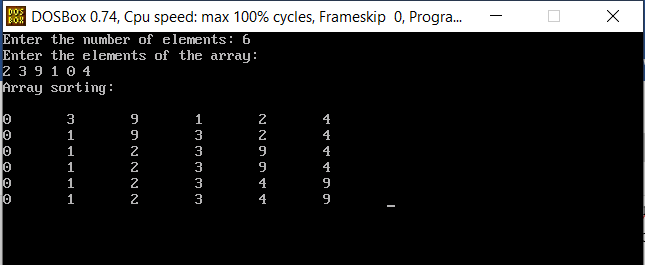 DOS
BOX
DOSBox 0.74, Cpu speed: max 100% cycles, Frameskip 0, Progra...
Enter the number of elements: 6
Enter the elements of the array:
2 3 9 1 0 4
Array sorting:
0 3 9 1 2 4
0 1 9 3 2 4
0 1 2 3 9 4
0 1 2 3 9 4
0 1 2 3 4 9
0 1 2 3 4 9 _